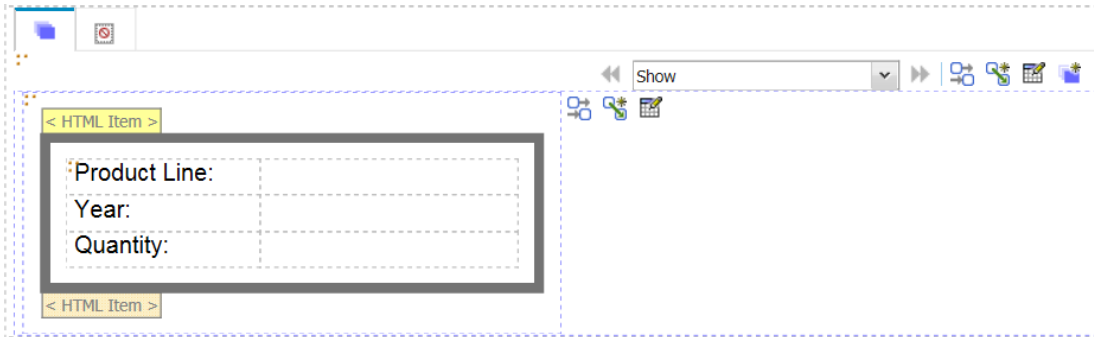 Show
< HTML Item >
Product Line:
Year:
Quantity:
< HTML Item >